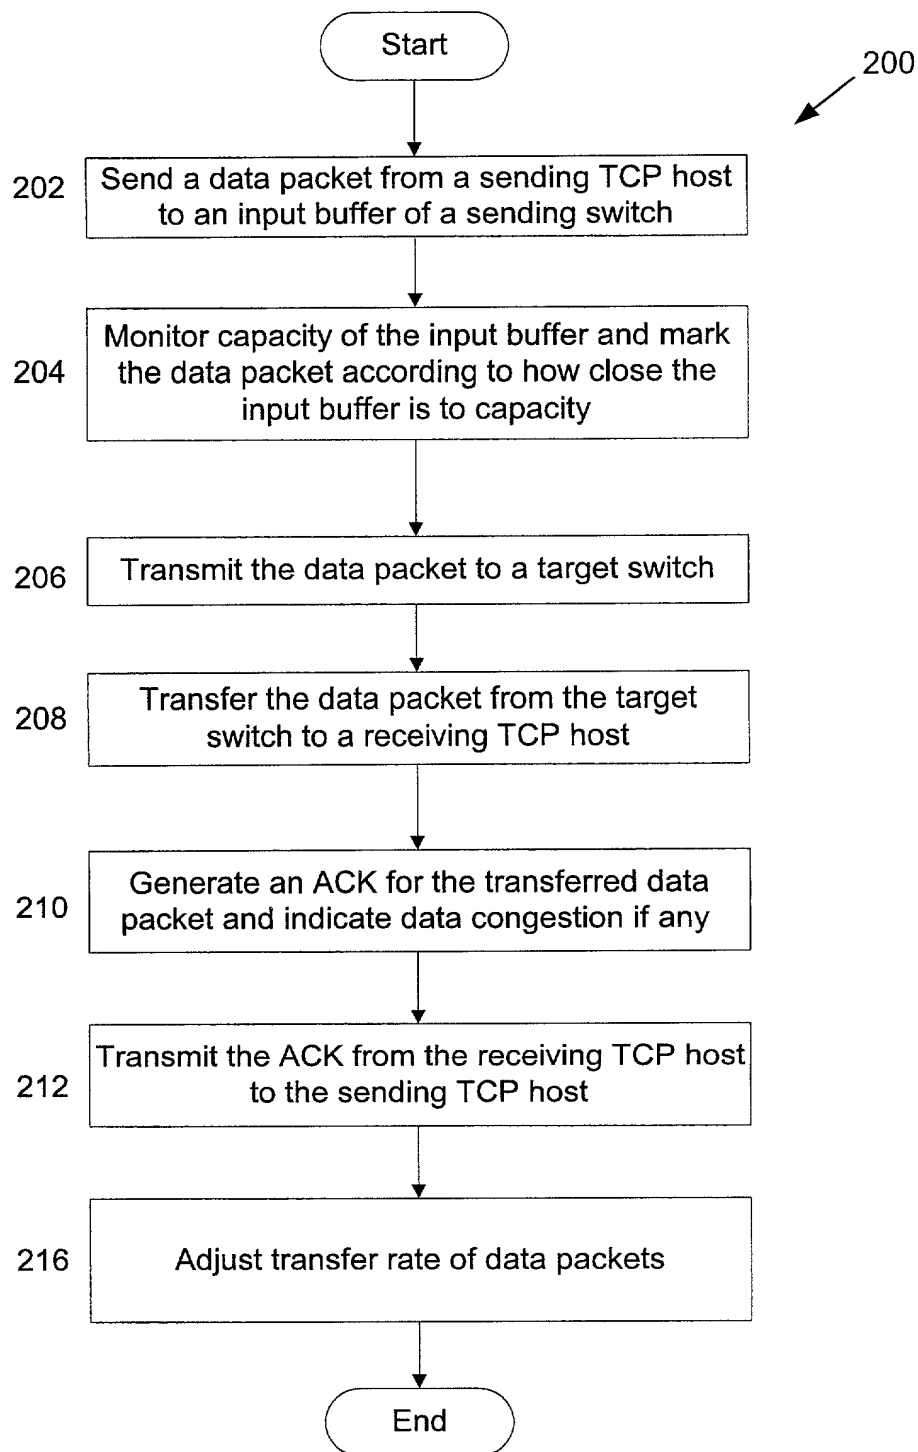 Start
200
202
Send a data packet from a sending TCP host
to an input buffer of a sending switch
204
Monitor capacity of the input buffer and mark
the data packet according to how close the
input buffer is to capacity
206
Transmit the data packet to a target switch
208
Transfer the data packet from the target
switch to a receiving TCP host
210
Generate an ACK for the transferred data
packet and indicate data congestion if any
212
Transmit the ACK from the receiving TCP host
to the sending TCP host
216
Adjust transfer rate of data packets
End